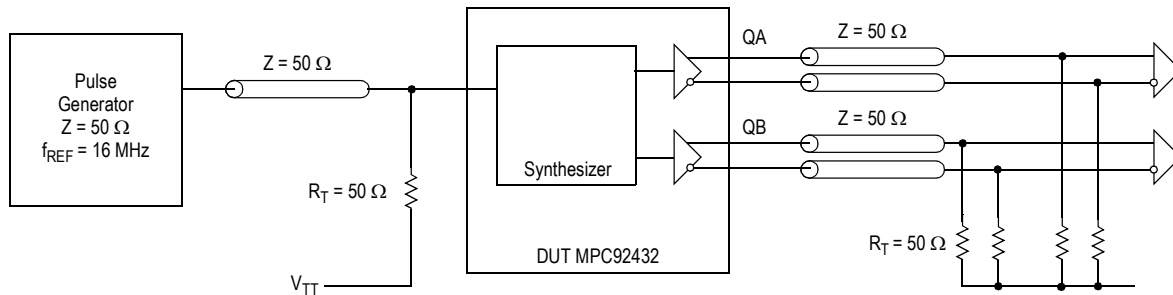 Pulse
Generator
Z = 50 Ω
fREF = 16 MHz
Z = 50 Ω
RT = 50 Ω
VTT
Synthesizer
DUT MPC92432
QA
Z = 50 Ω
QB
Z = 50 Ω
RT = 50 Ω